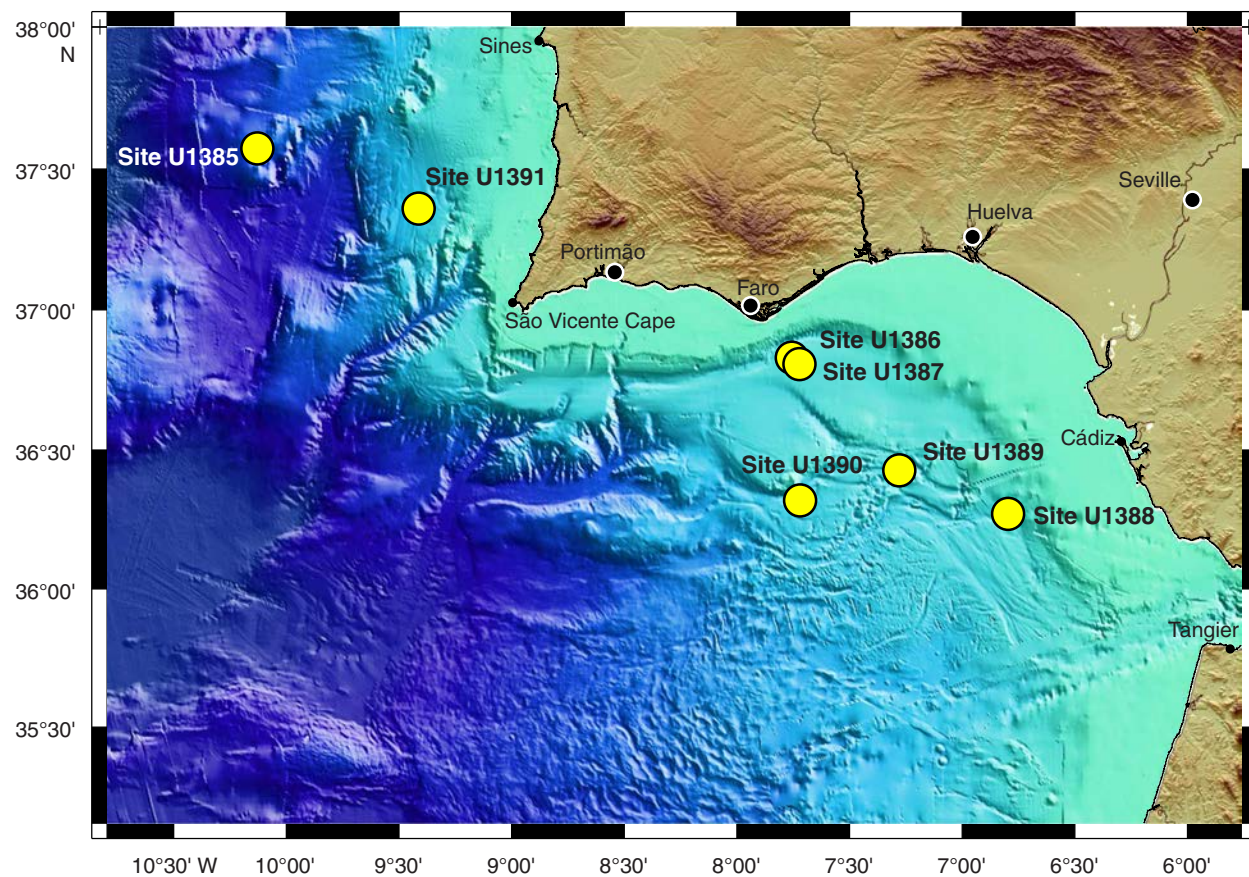 38°00'
N
Sines
Site U1385
37°30'
Site U1391
Seville
Huelva
Portimão
Faro
37°00'
São Vicente Cape
Site U1386
Site U1387
36°30'
Cádiz
Site U1389
Site U1390
Site U1388
36°00'
Tangier
35°30'
10°30' W
10°00'
9°30'
9°00'
8°30'
8°00'
7°30'
7°00'
6°30'
6°00'